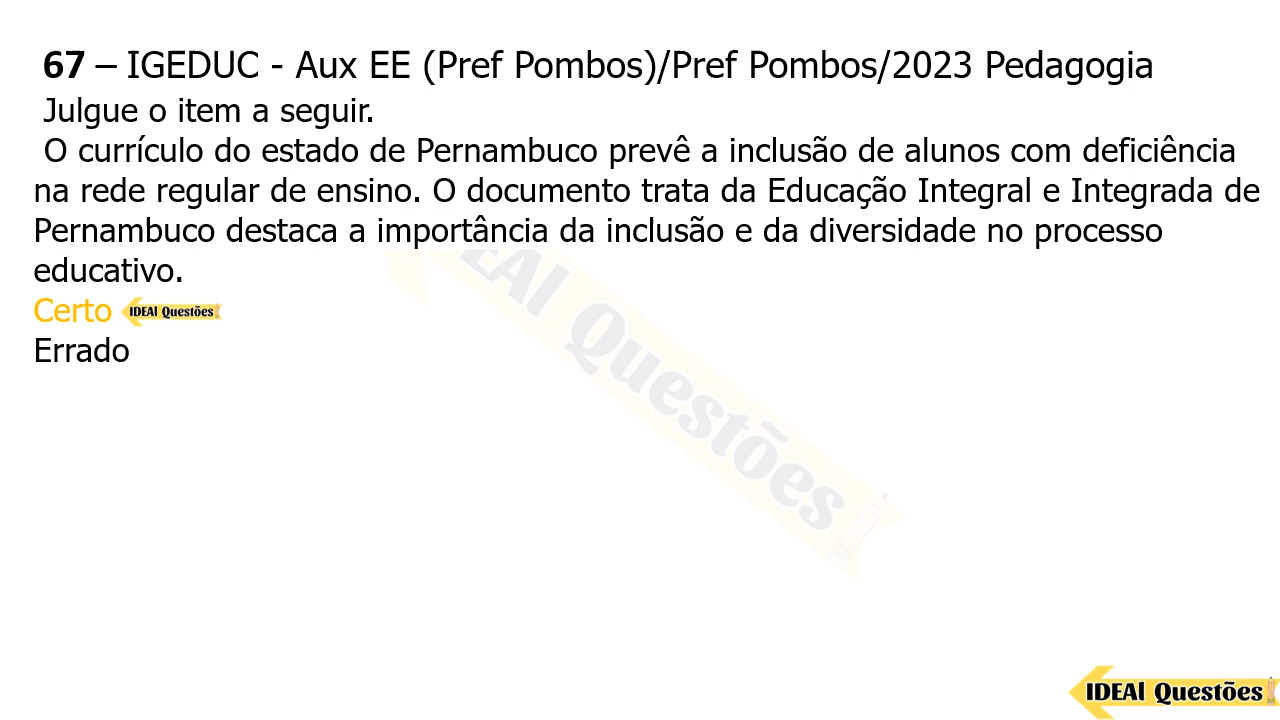 67 – IGEDUC - Aux EE (Pref Pombos)/Pref Pombos/2023 Pedagogia
Julgue o item a seguir.
O currículo do estado de Pernambuco prevê a inclusão de alunos com deficiência
na rede regular de ensino. O documento trata da Educação Integral e Integrada de
Pernambuco destaca a importância da inclusão e da diversidade no processo
educativo.
Certo IDEAl Questões
Errado
IDEAl Questões
IDEAl Questões